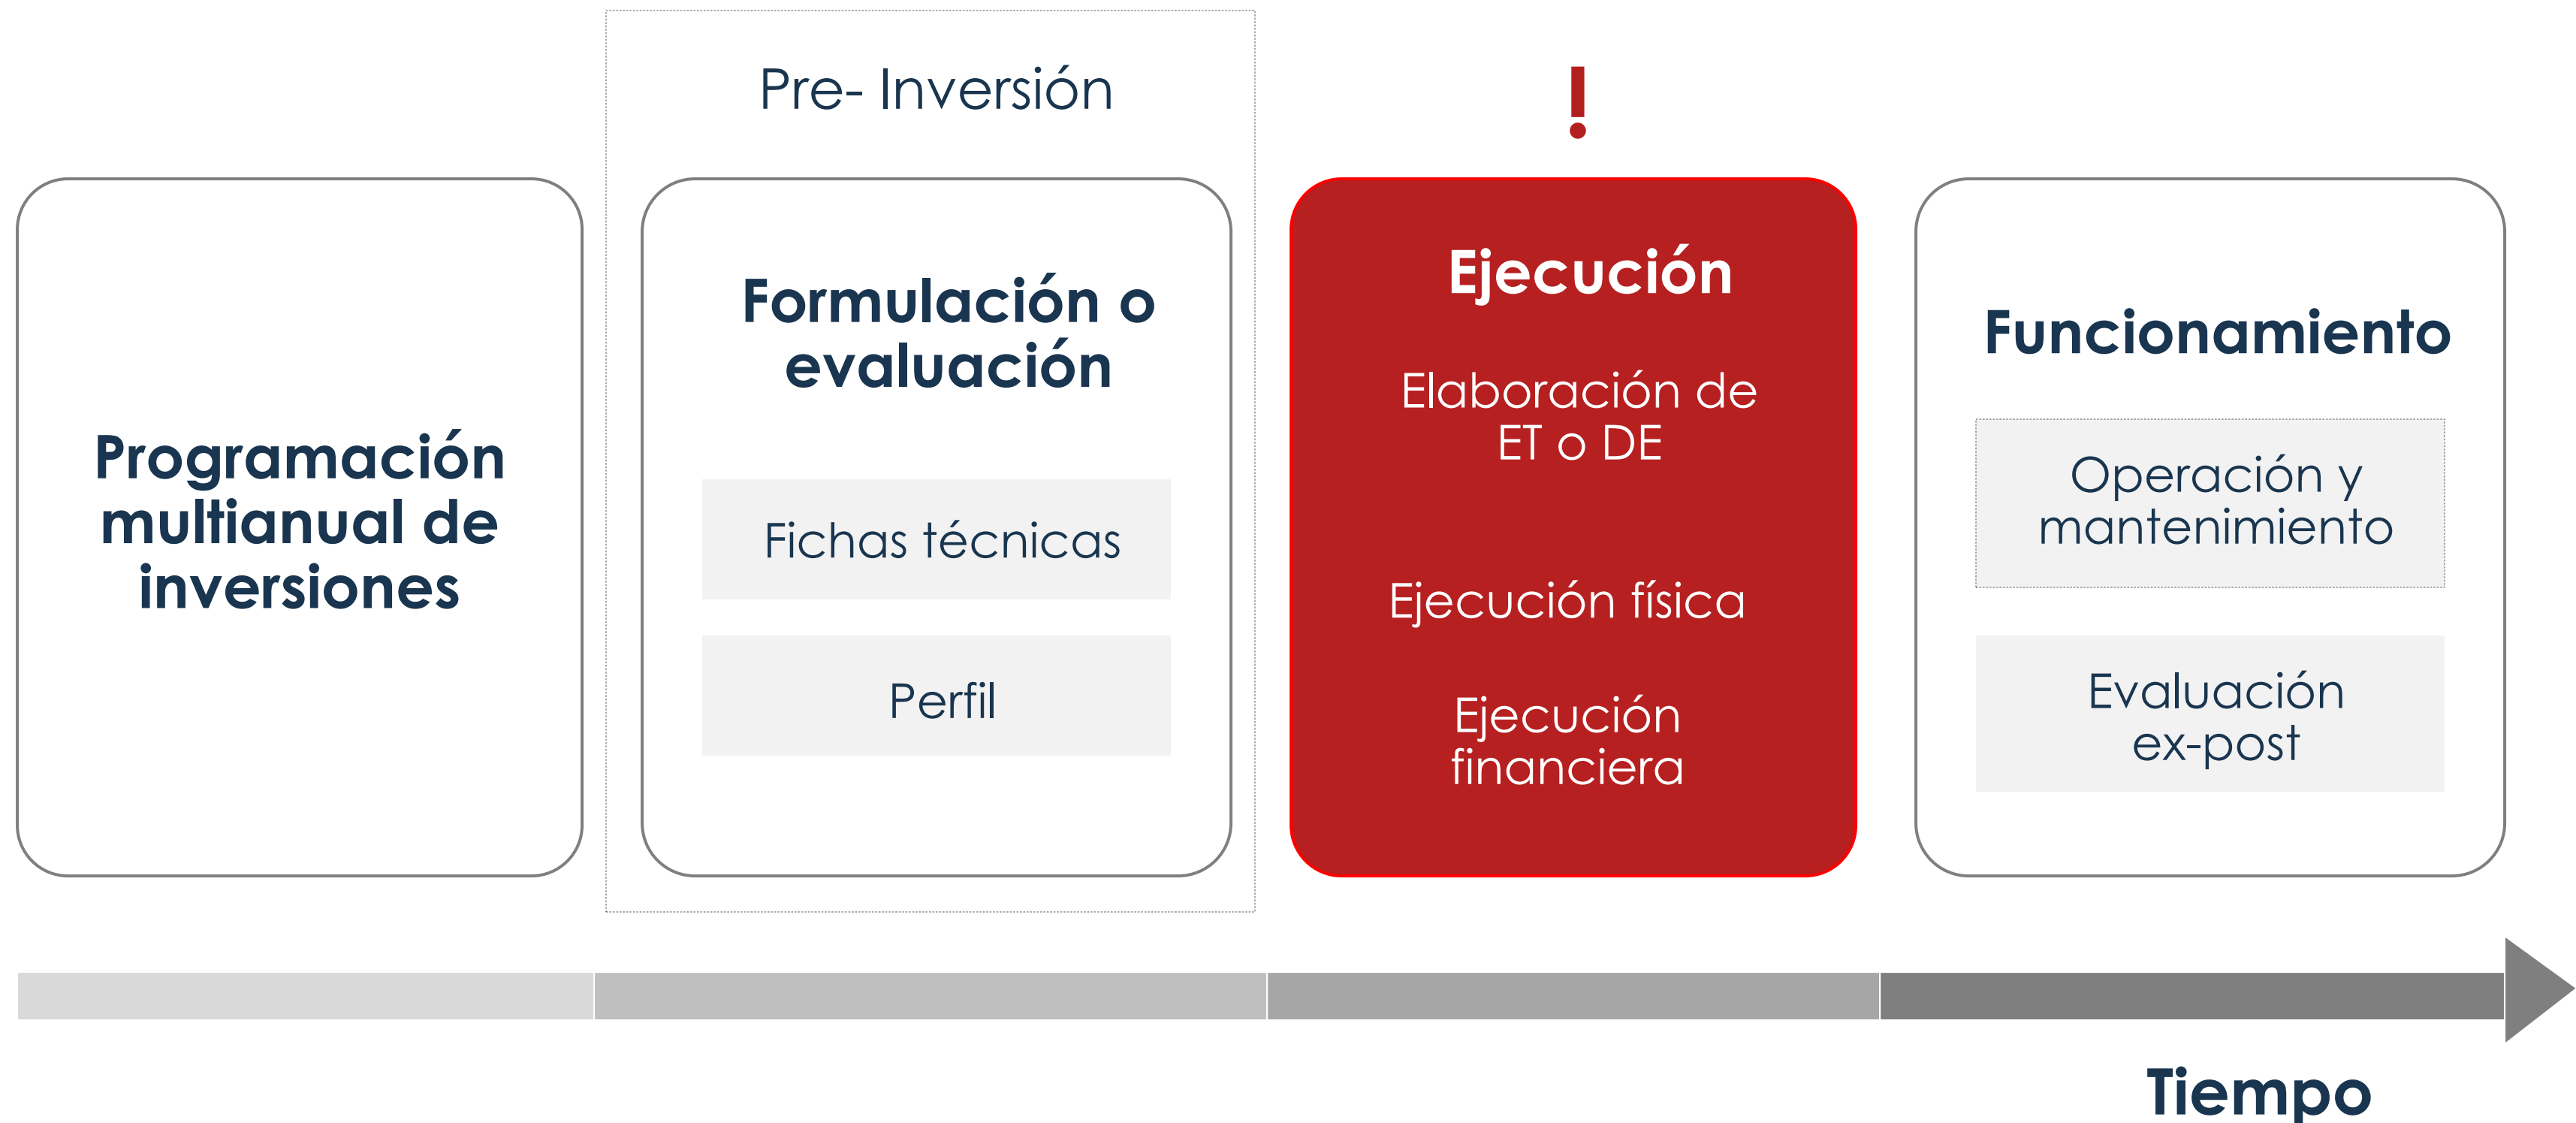 Programación
multianual de
inversiones
Pre- Inversión
Formulación o
evaluación
Fichas técnicas
Perfil
!
Ejecución
Elaboración de
ET o DE
Ejecución física
Ejecución
financiera
Funcionamiento
Operación y
mantenimiento
Evaluación
ex-post
Tiempo